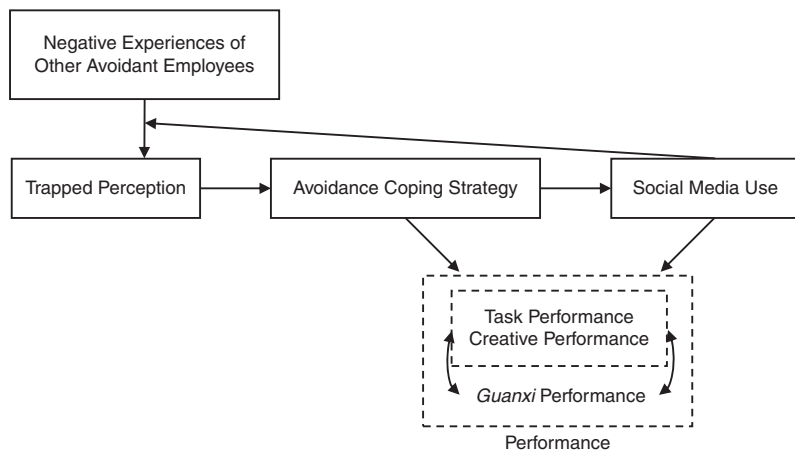 Negative Experiences of
Other Avoidant Employees
Trapped Perception
Avoidance Coping Strategy
Social Media Use
Task Performance
Creative Performance
Guanxi Performance
Performance